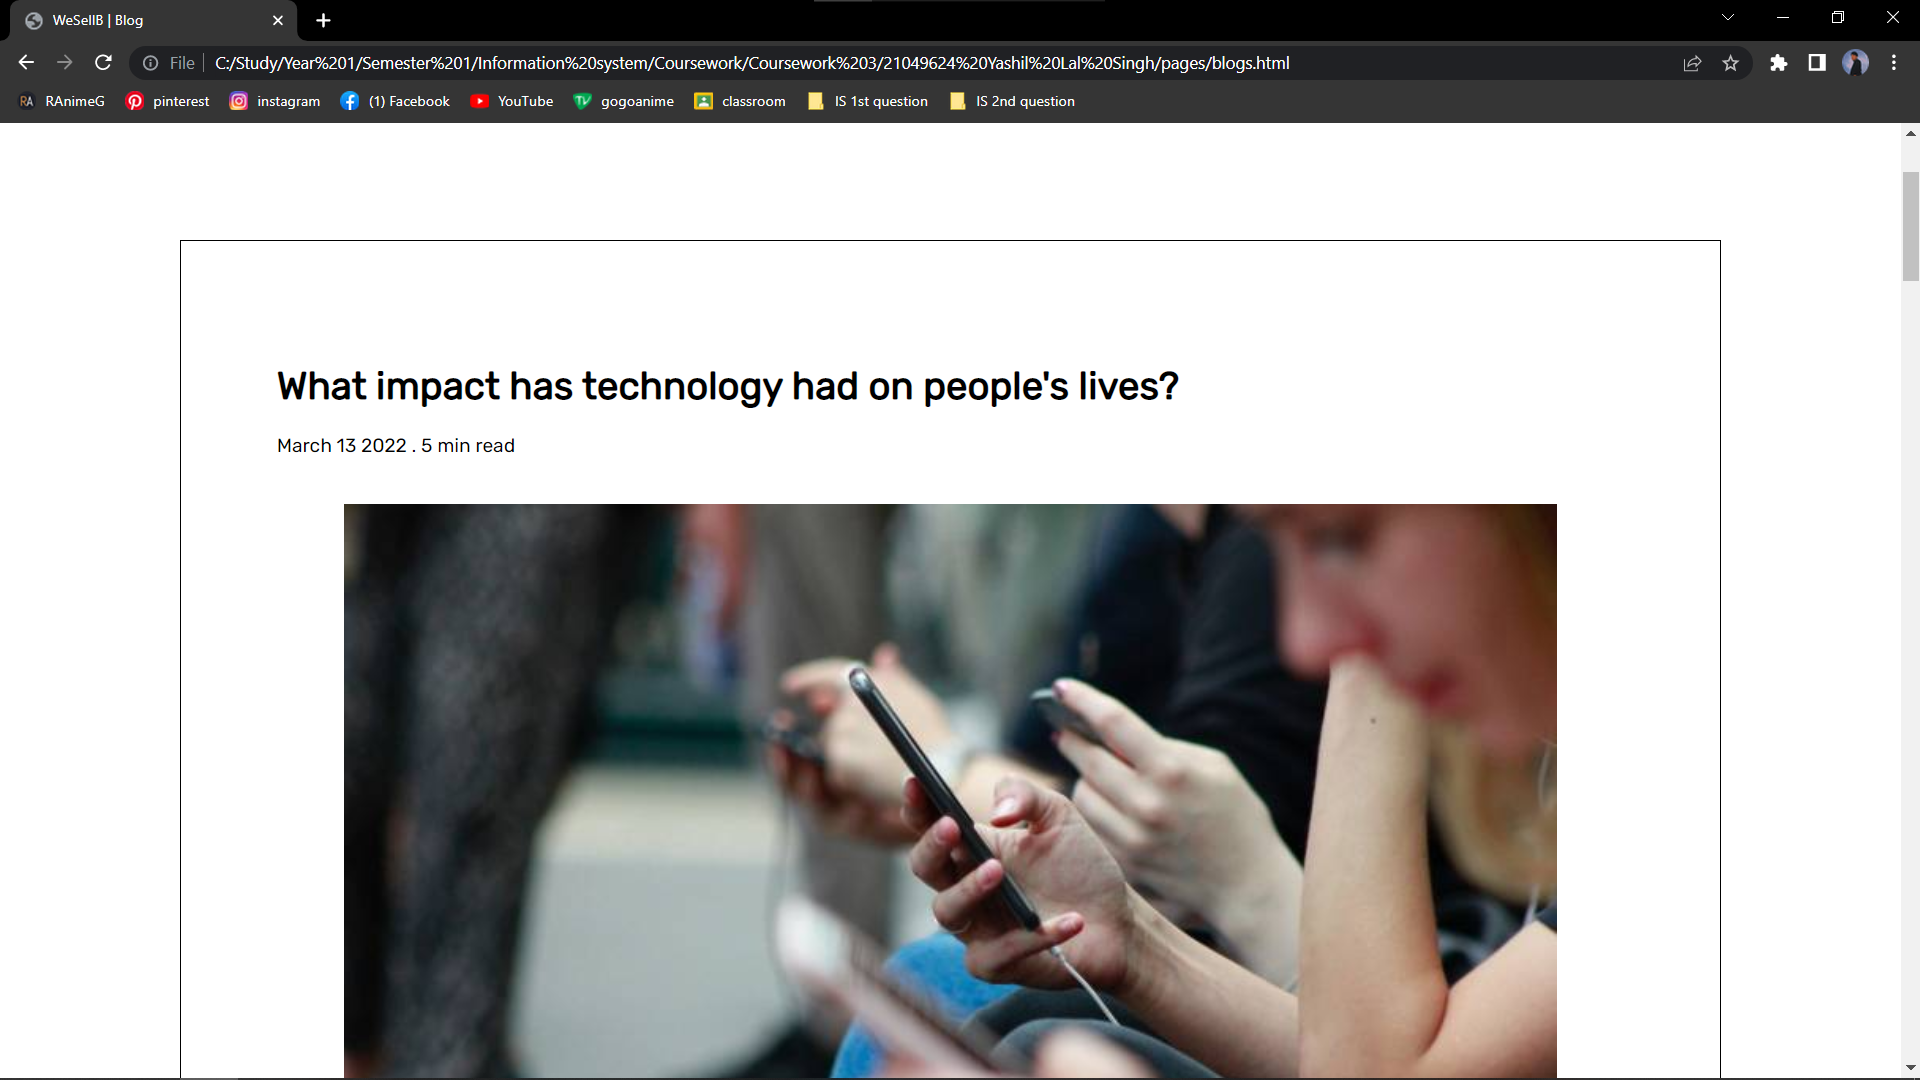 WeSellB | Blog
File C:/Study/Year%201/Semester%201/Information%20system/Coursework/Coursework%203/21049624%20Yashil%20Lal%20Singh/pages/blogs.html
RA RAnimeG pinterest instagram (1) Facebook YouTube TV gogoanime classroom IS 1st question IS 2nd question
What impact has technology had on people's lives?
March 13 2022 . 5 min read